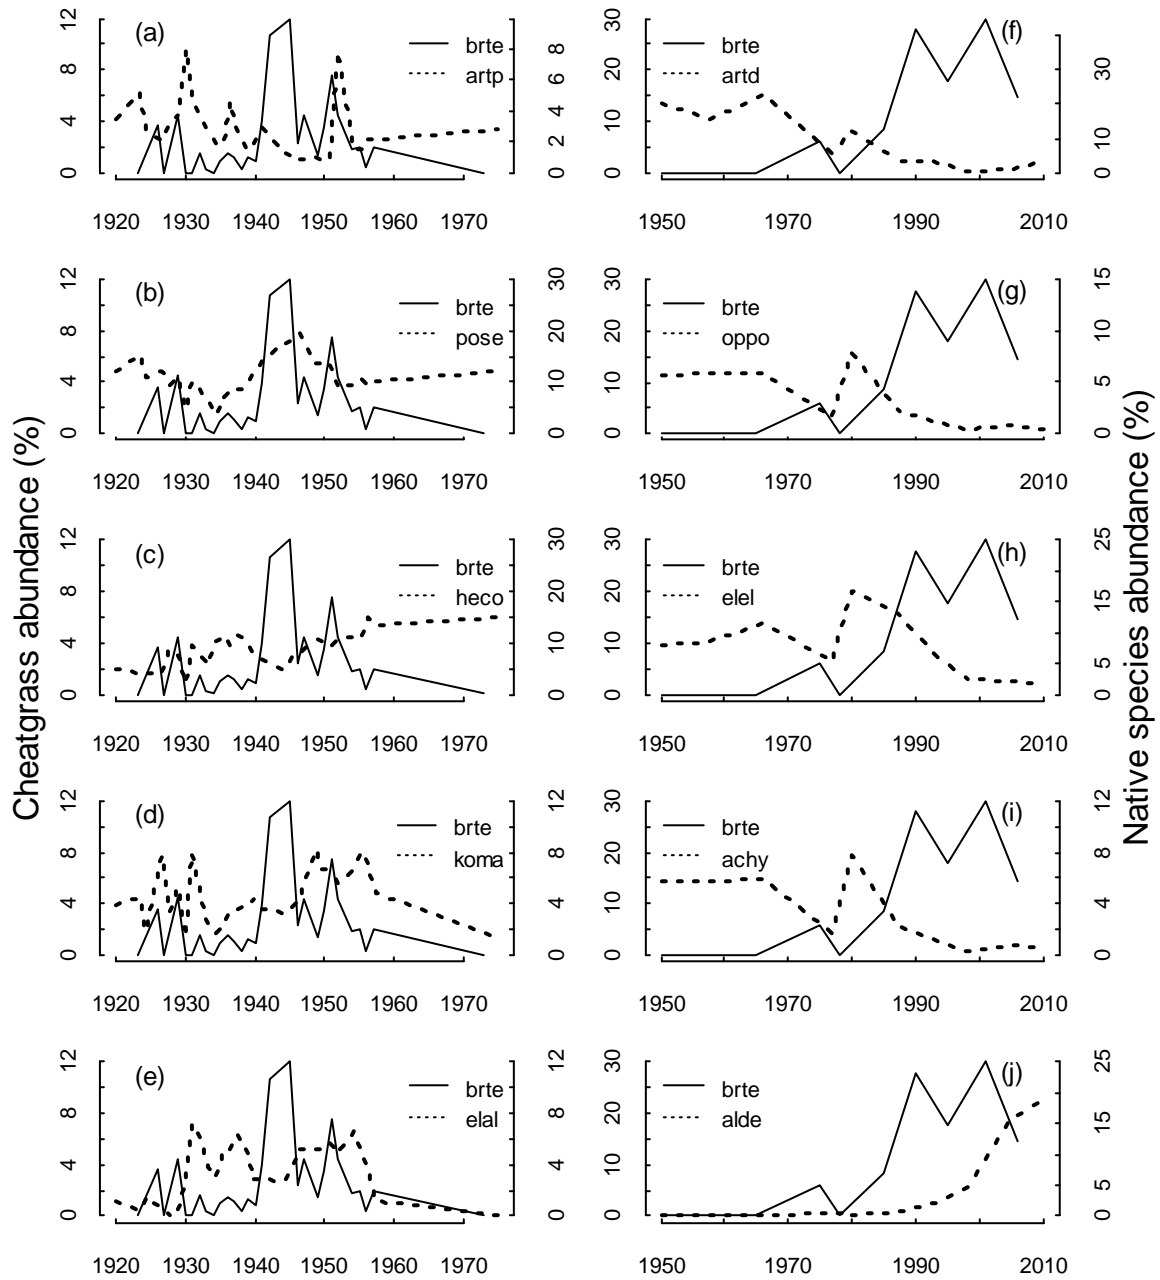 Cheatgrass abundance (%)
Native species abundance (%)
(a)
brte
artp
0 4 8 12
0 2 4 6 8
1920 1930 1940 1950 1960 1970
(f)
brte
artd
0 10 20 30
0 10 30
1950 1970 1990 2010
(b)
brte
pose
0 4 8 12
0 10 20 30
1920 1930 1940 1950 1960 1970
(g)
brte
oppo
0 10 20 30
0 5 10 15
1950 1970 1990 2010
(c)
brte
heco
0 4 8 12
0 10 20 30
1920 1930 1940 1950 1960 1970
(h)
brte
elel
0 10 20 30
0 5 15 25
1950 1970 1990 2010
(d)
brte
koma
0 4 8 12
0 4 8 12
1920 1930 1940 1950 1960 1970
(i)
brte
achy
0 10 20 30
0 4 8 12
1950 1970 1990 2010
(e)
brte
elal
0 4 8 12
0 4 8 12
1920 1930 1940 1950 1960 1970
(j)
brte
alde
0 10 20 30
0 5 15 25
1950 1970 1990 2010